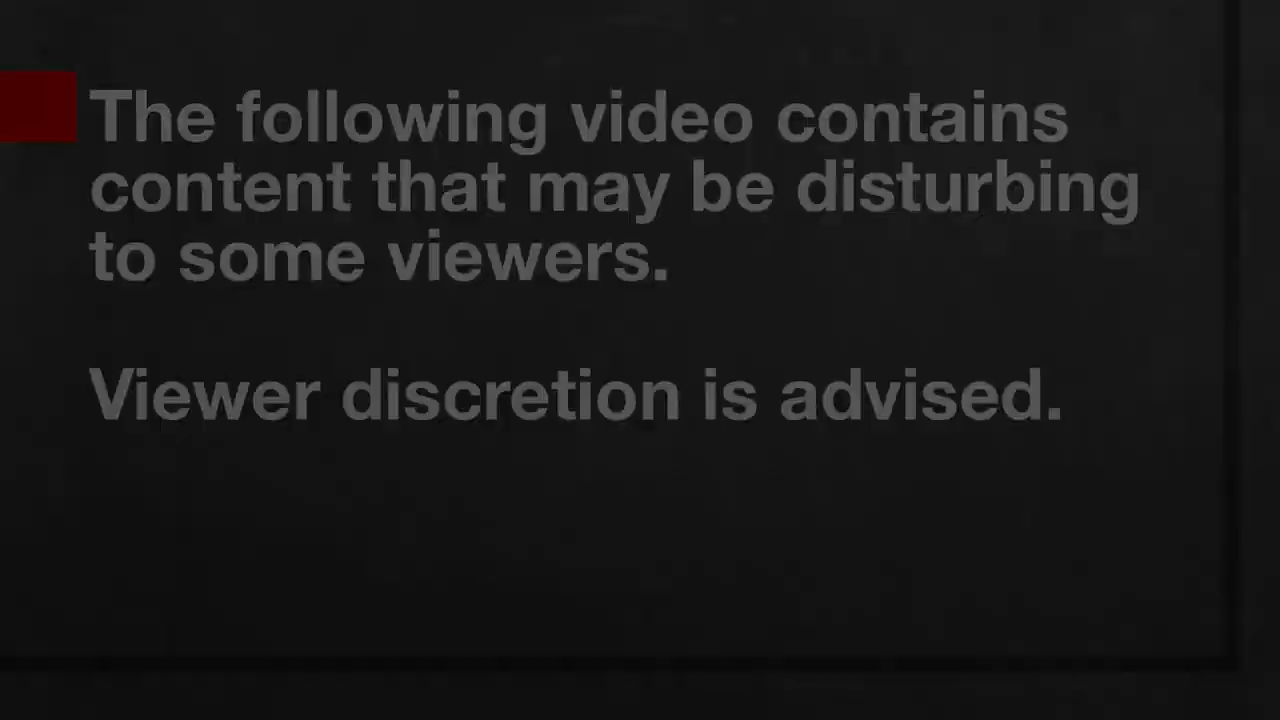 The following video contains
content that may be disturbing
to some viewers.
Viewer discretion is advised.